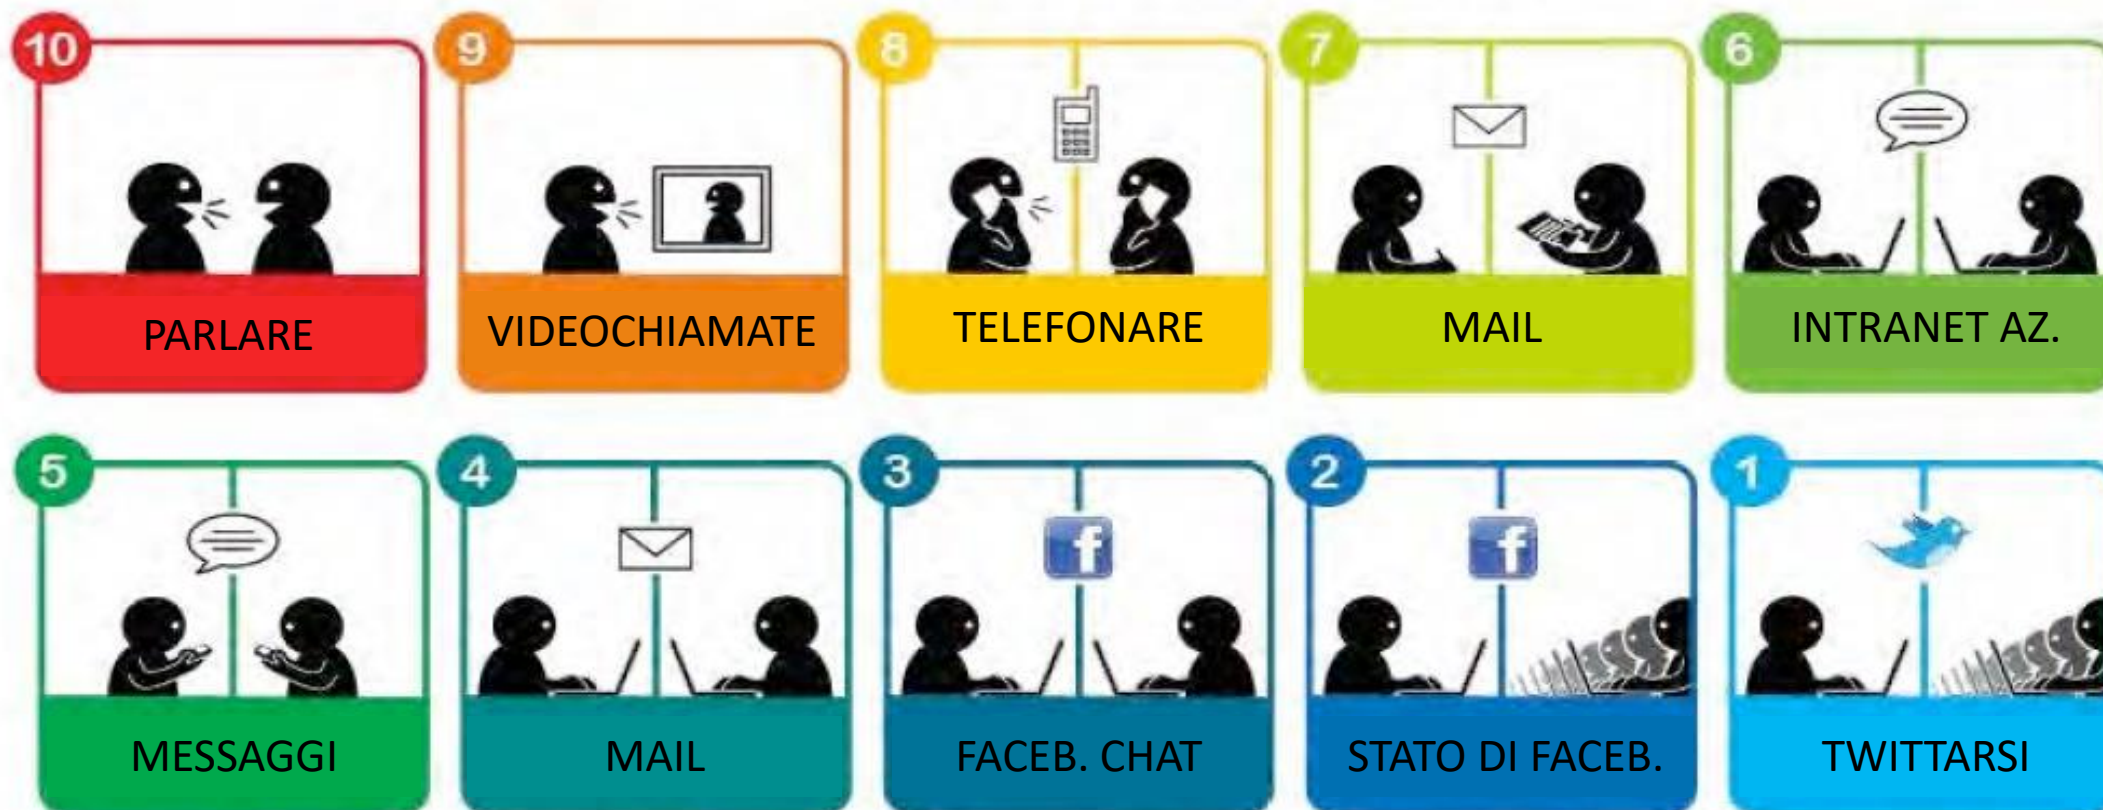 10
PARLARE
9
VIDEOCHIAMATE
8
TELEFONARE
7
MAIL
6
INTRANET AZ.
5
MESSAGGI
4
MAIL
3
f
FACEB. CHAT
2
f
STATO DI FACEB.
1
TWITTARSI